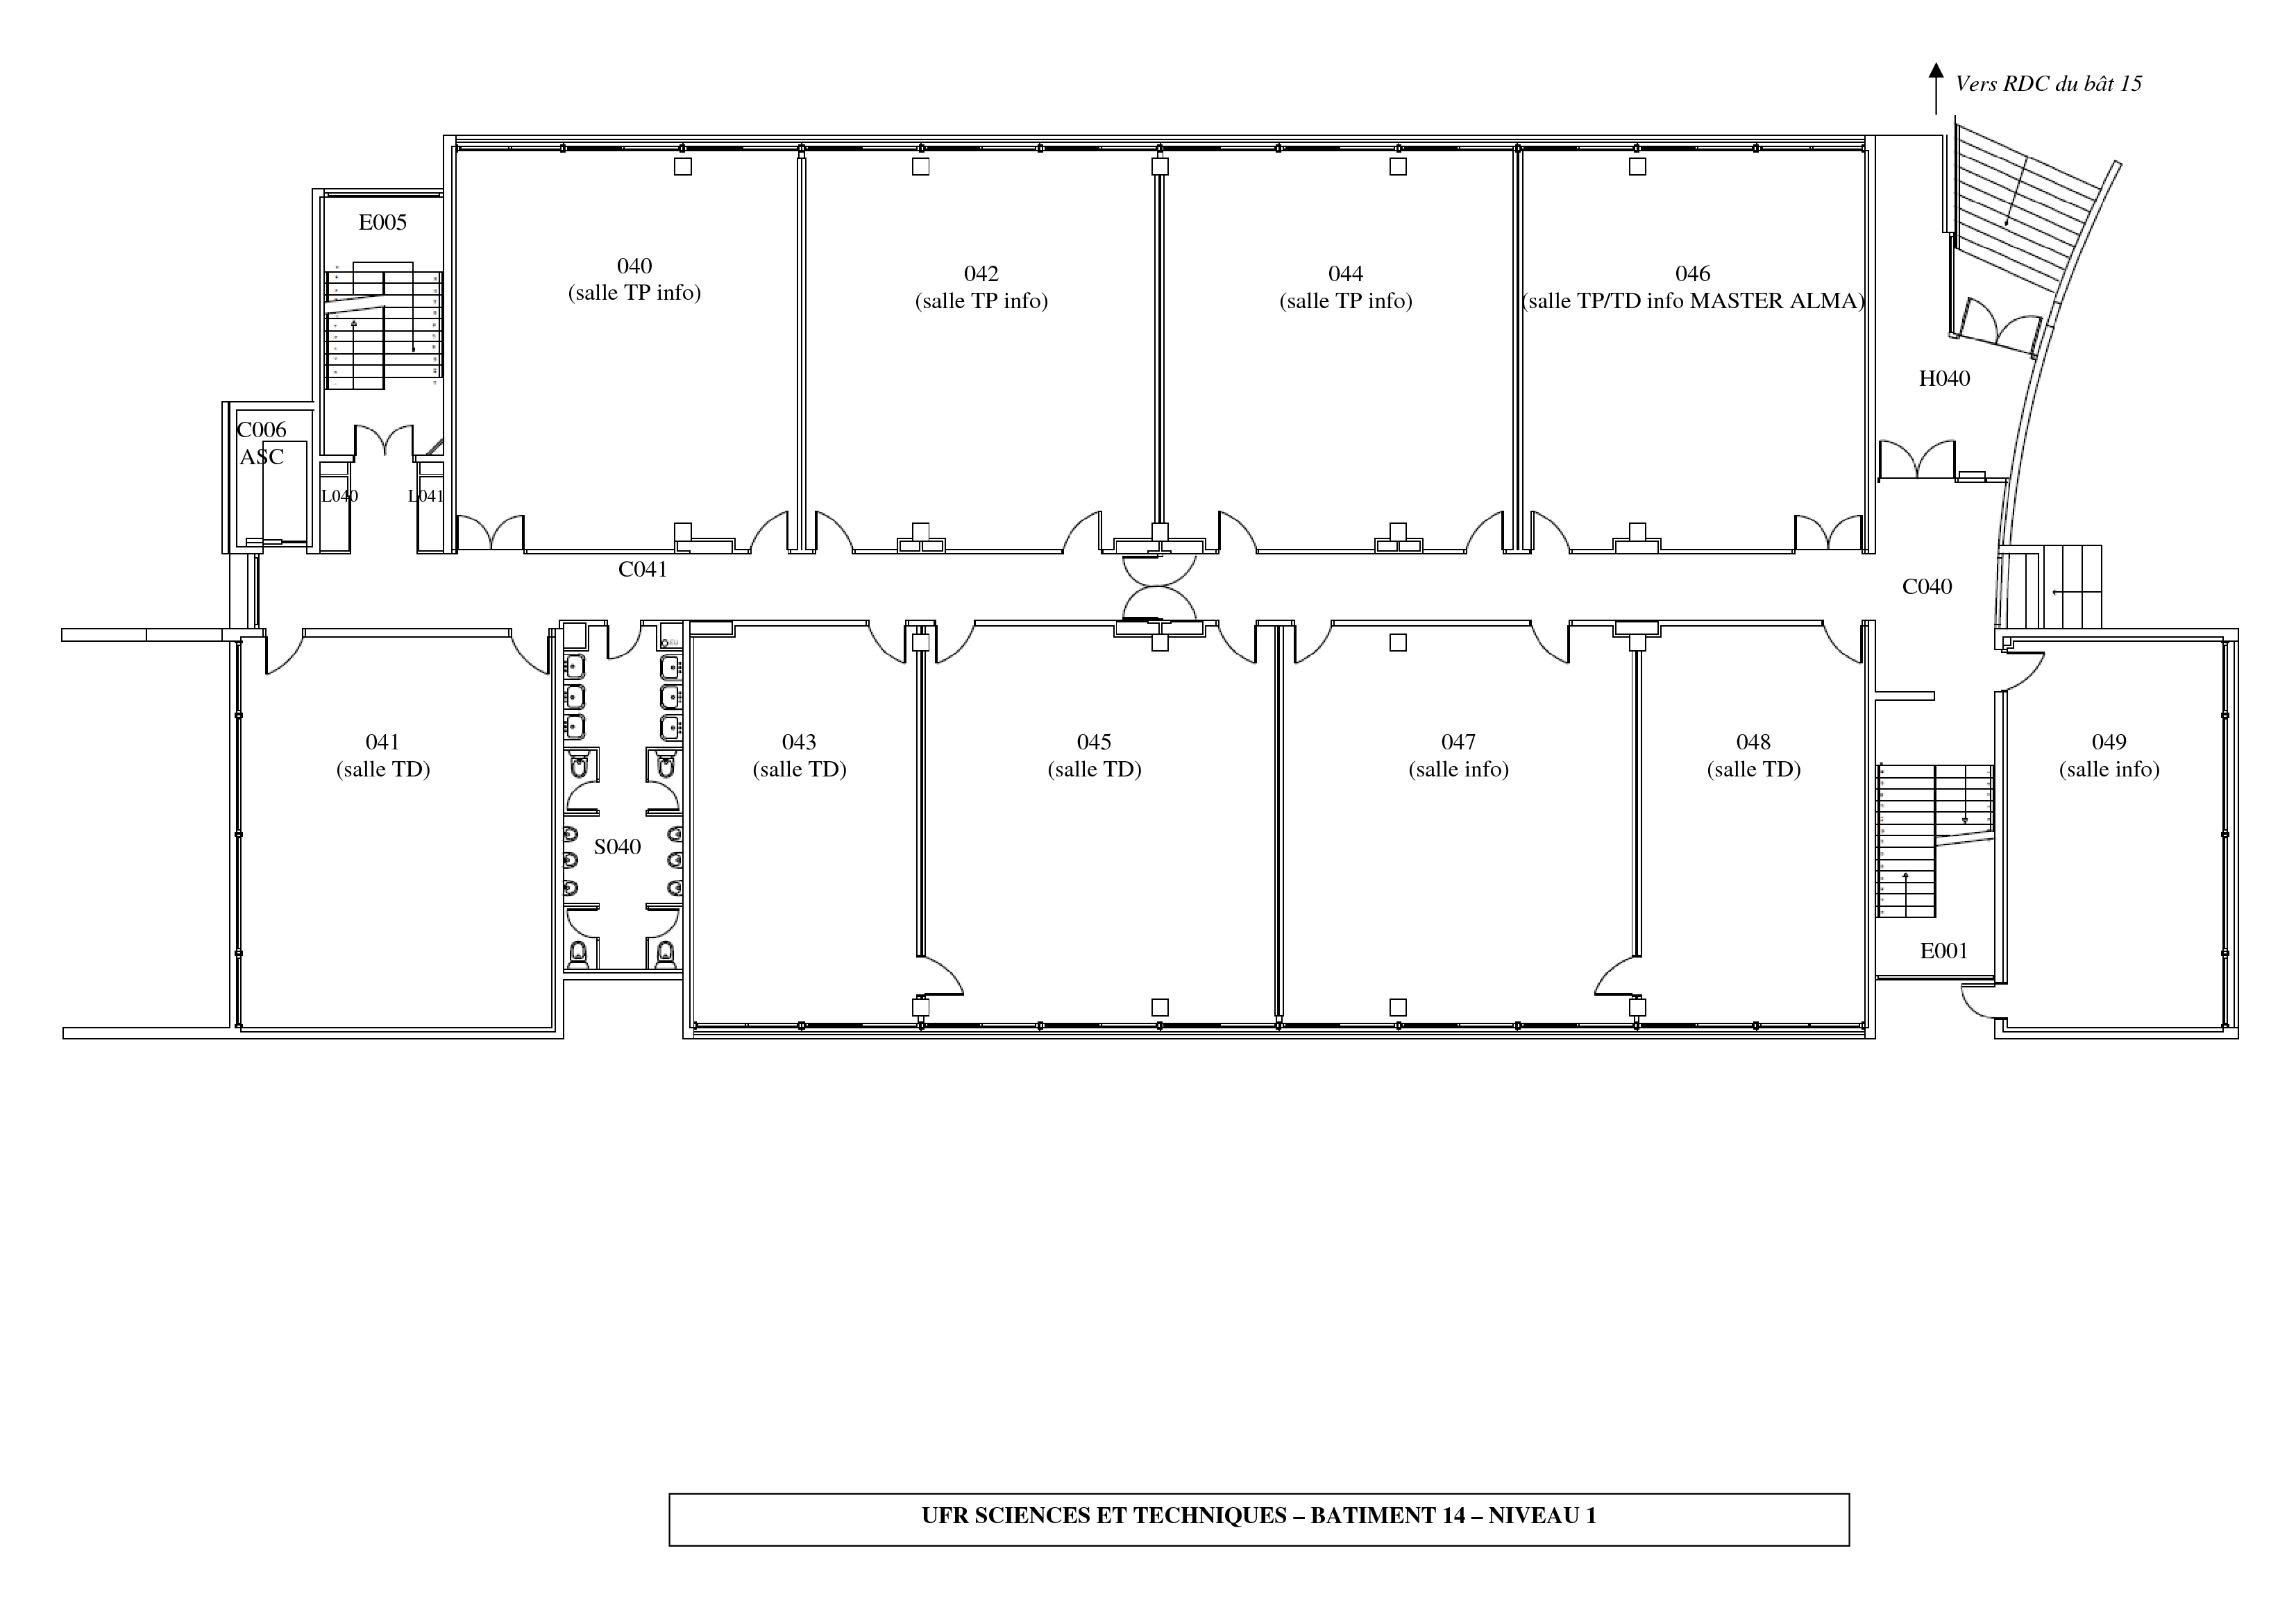 Vers RDC du bât 15
E005
040
(salle TP info)
042
(salle TP info)
044
(salle TP info)
046
(salle TP/TD info MASTER ALMA)
H040
C006
ASC
L040
L041
C041
C040
041
(salle TD)
043
(salle TD)
045
(salle TD)
047
(salle info)
048
(salle TD)
049
(salle info)
S040
E001
UFR SCIENCES ET TECHNIQUES – BATIMENT 14 – NIVEAU 1